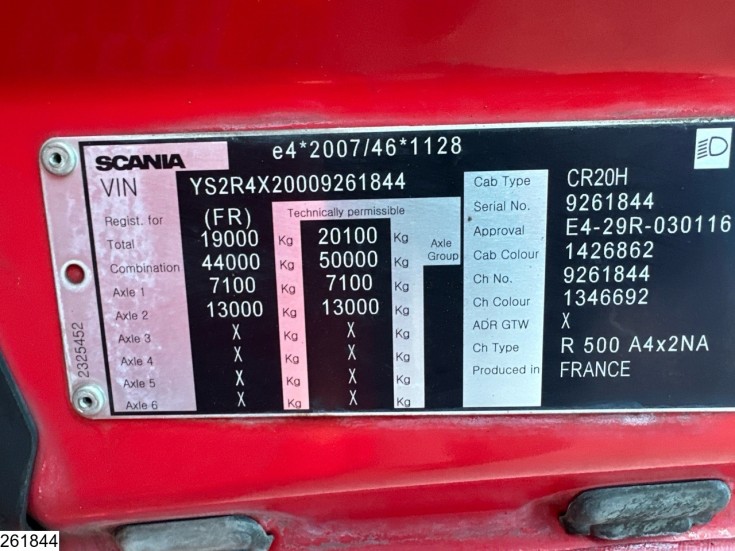 SCANIA e4*2007/46*1128
VIN YS2R4X20009261844
Regist. for (FR) Technically permissible
Total 19000 Kg 20100 Kg Axle Group
Combination 44000 Kg 50000 Kg
Axle 1 7100 Kg 7100 Kg
Axle 2 13000 Kg 13000 Kg
Axle 3 X Kg X Kg
Axle 4 X Kg X Kg
Axle 5 X Kg X Kg
Axle 6 X Kg X Kg
2325452
Cab Type CR20H
Serial No. 9261844
Approval E4-29R-030116
Cab Colour 1426862
Ch No. 9261844
Ch Colour 1346692
ADR GTW X
Ch Type R 500 A4x2NA
Produced in FRANCE
261844